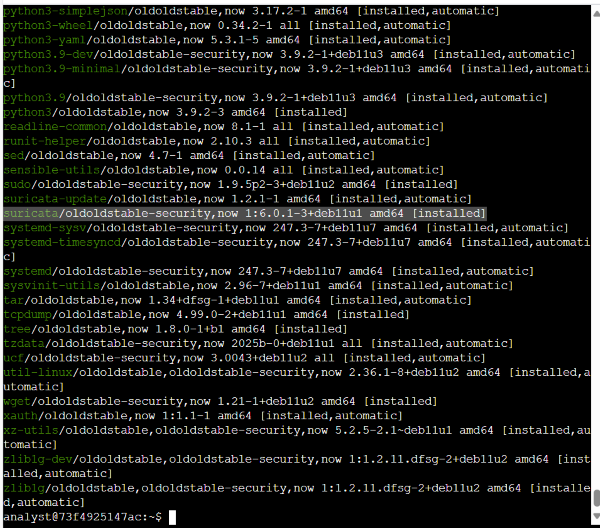 python3-simplejson/oldoldstable,now 3.17.2-1 amd64 [installed,automatic]
python3-wheel/oldoldstable,now 0.34.2-1 all [installed,automatic]
python3-yaml/oldoldstable,now 5.3.1-5 amd64 [installed,automatic]
python3.9-dev/oldoldstable-security,now 3.9.2-1+deb11u3 amd64 [installed,automatic]
python3.9-minimal/oldoldstable-security,now 3.9.2-1+deb11u3 amd64 [installed,automati
c]
python3.9/oldoldstable-security,now 3.9.2-1+deb11u3 amd64 [installed,automatic]
python3/oldoldstable,now 3.9.2-3 amd64 [installed]
readline-common/oldoldstable,now 8.1-1 all [installed,automatic]
runit-helper/oldoldstable,now 2.10.3 all [installed,automatic]
sed/oldoldstable,now 4.7-1 amd64 [installed,automatic]
sensible-utils/oldoldstable,now 0.0.14 all [installed,automatic]
sudo/oldoldstable-security,now 1.9.5p2-3+deb11u2 amd64 [installed]
suricata-update/oldoldstable,now 1.2.1-1 amd64 [installed,automatic]
suricata/oldoldstable-security,now 1:6.0.1-3+deb11u1 amd64 [installed]
systemd-sysv/oldoldstable-security,now 247.3-7+deb11u7 amd64 [installed,automatic]
systemd-timesyncd/oldoldstable-security,now 247.3-7+deb11u7 amd64 [installed,automati
c]
systemd/oldoldstable-security,now 247.3-7+deb11u7 amd64 [installed,automatic]
sysvinit-utils/oldoldstable,now 2.96-7+deb11u1 amd64 [installed,automatic]
tar/oldoldstable,now 1.34+dfsg-1+deb11u1 amd64 [installed,automatic]
tcpdump/oldoldstable,now 4.99.0-2+deb11u1 amd64 [installed]
tree/oldoldstable,now 1.8.0-1+b1 amd64 [installed]
tzdata/oldoldstable-security,now 2025b-0+deb11u1 all [installed,automatic]
ucf/oldoldstable-security,now 3.0043+deb11u2 all [installed,automatic]
util-linux/oldoldstable,oldoldstable-security,now 2.36.1-8+deb11u2 amd64 [installed,a
utomatic]
wget/oldoldstable-security,now 1.21-1+deb11u2 amd64 [installed]
xauth/oldoldstable,now 1:1.1-1 amd64 [installed,automatic]
xz-utils/oldoldstable,oldoldstable-security,now 5.2.5-2.1~deb11u1 amd64 [installed,au
tomatic]
zlib1g-dev/oldoldstable,oldoldstable-security,now 1:1.2.11.dfsg-2+deb11u2 amd64 [inst
alled,automatic]
zlib1g/oldoldstable,oldoldstable-security,now 1:1.2.11.dfsg-2+deb11u2 amd64 [installe
d,automatic]
analyst@73f4925147ac:~$